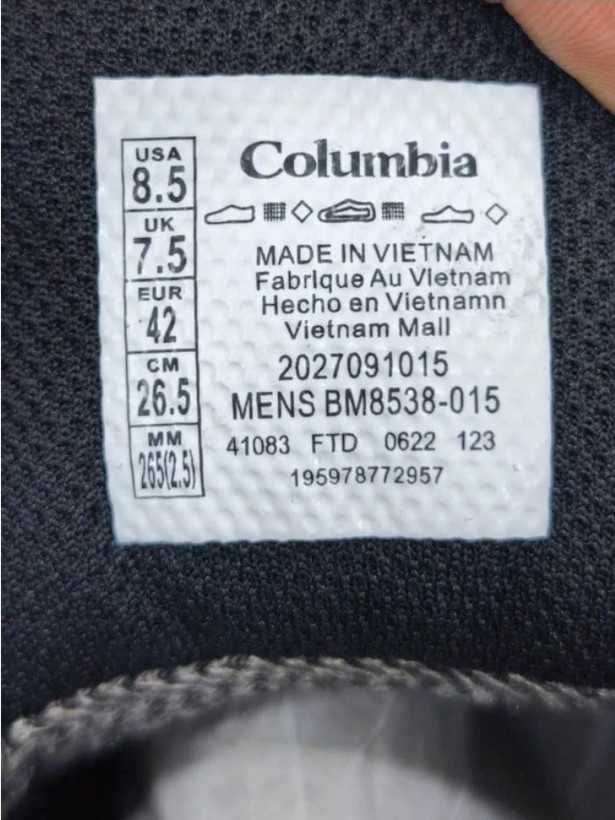 USA
8.5
UK
7.5
EUR
42
CM
26.5
MM
265(2.5)
Columbia
MADE IN VIETNAM
Fabrique Au Vietnam
Hecho en Vietnamn
Vietnam Mall
2027091015
MENS BM8538-015
41083 FTD 0622 123
195978772957